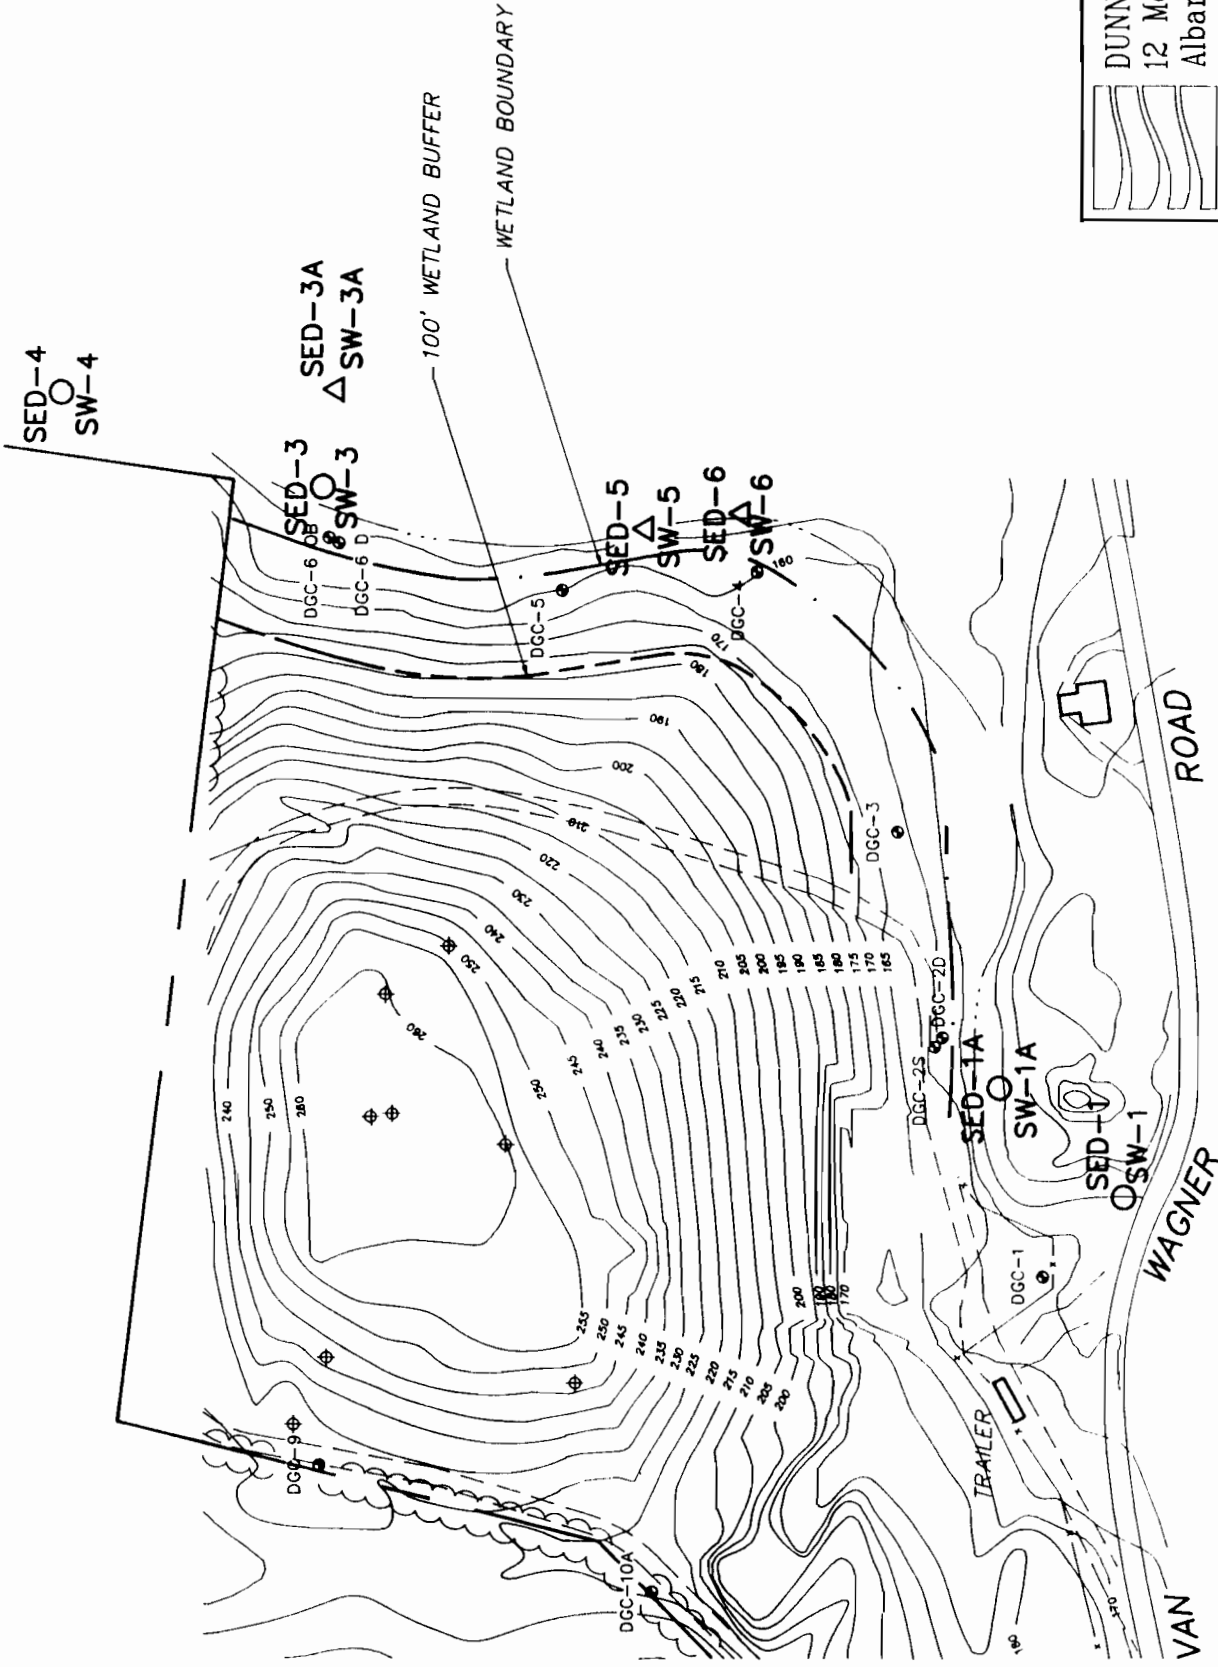 SED-4
SW-4
SED-3A
SW-3A
SED-3
SW-3
100' WETLAND BUFFER
WETLAND BOUNDARY
DGC-6 OB
DGC-6 D
DGC-5
SED-5
SW-5
SED-6
SW-6
DGC-4
160
170
180
190
200
210
220
230
240
250
260
240
250
260
250
245
240
235
230
225
220
215
210
205
200
195
190
185
180
175
170
165
DGC-3
DGC-2D
DGC-2S
SED-1A
SW-1A
SED-1
SW-1
DGC-1
TRAILER
255
250
245
240
235
230
225
220
215
210
205
200
200
190
180
170
DGC-9
DGC-10A
180
170
VAN
WAGNER
ROAD
DUNN
12 M
Alba